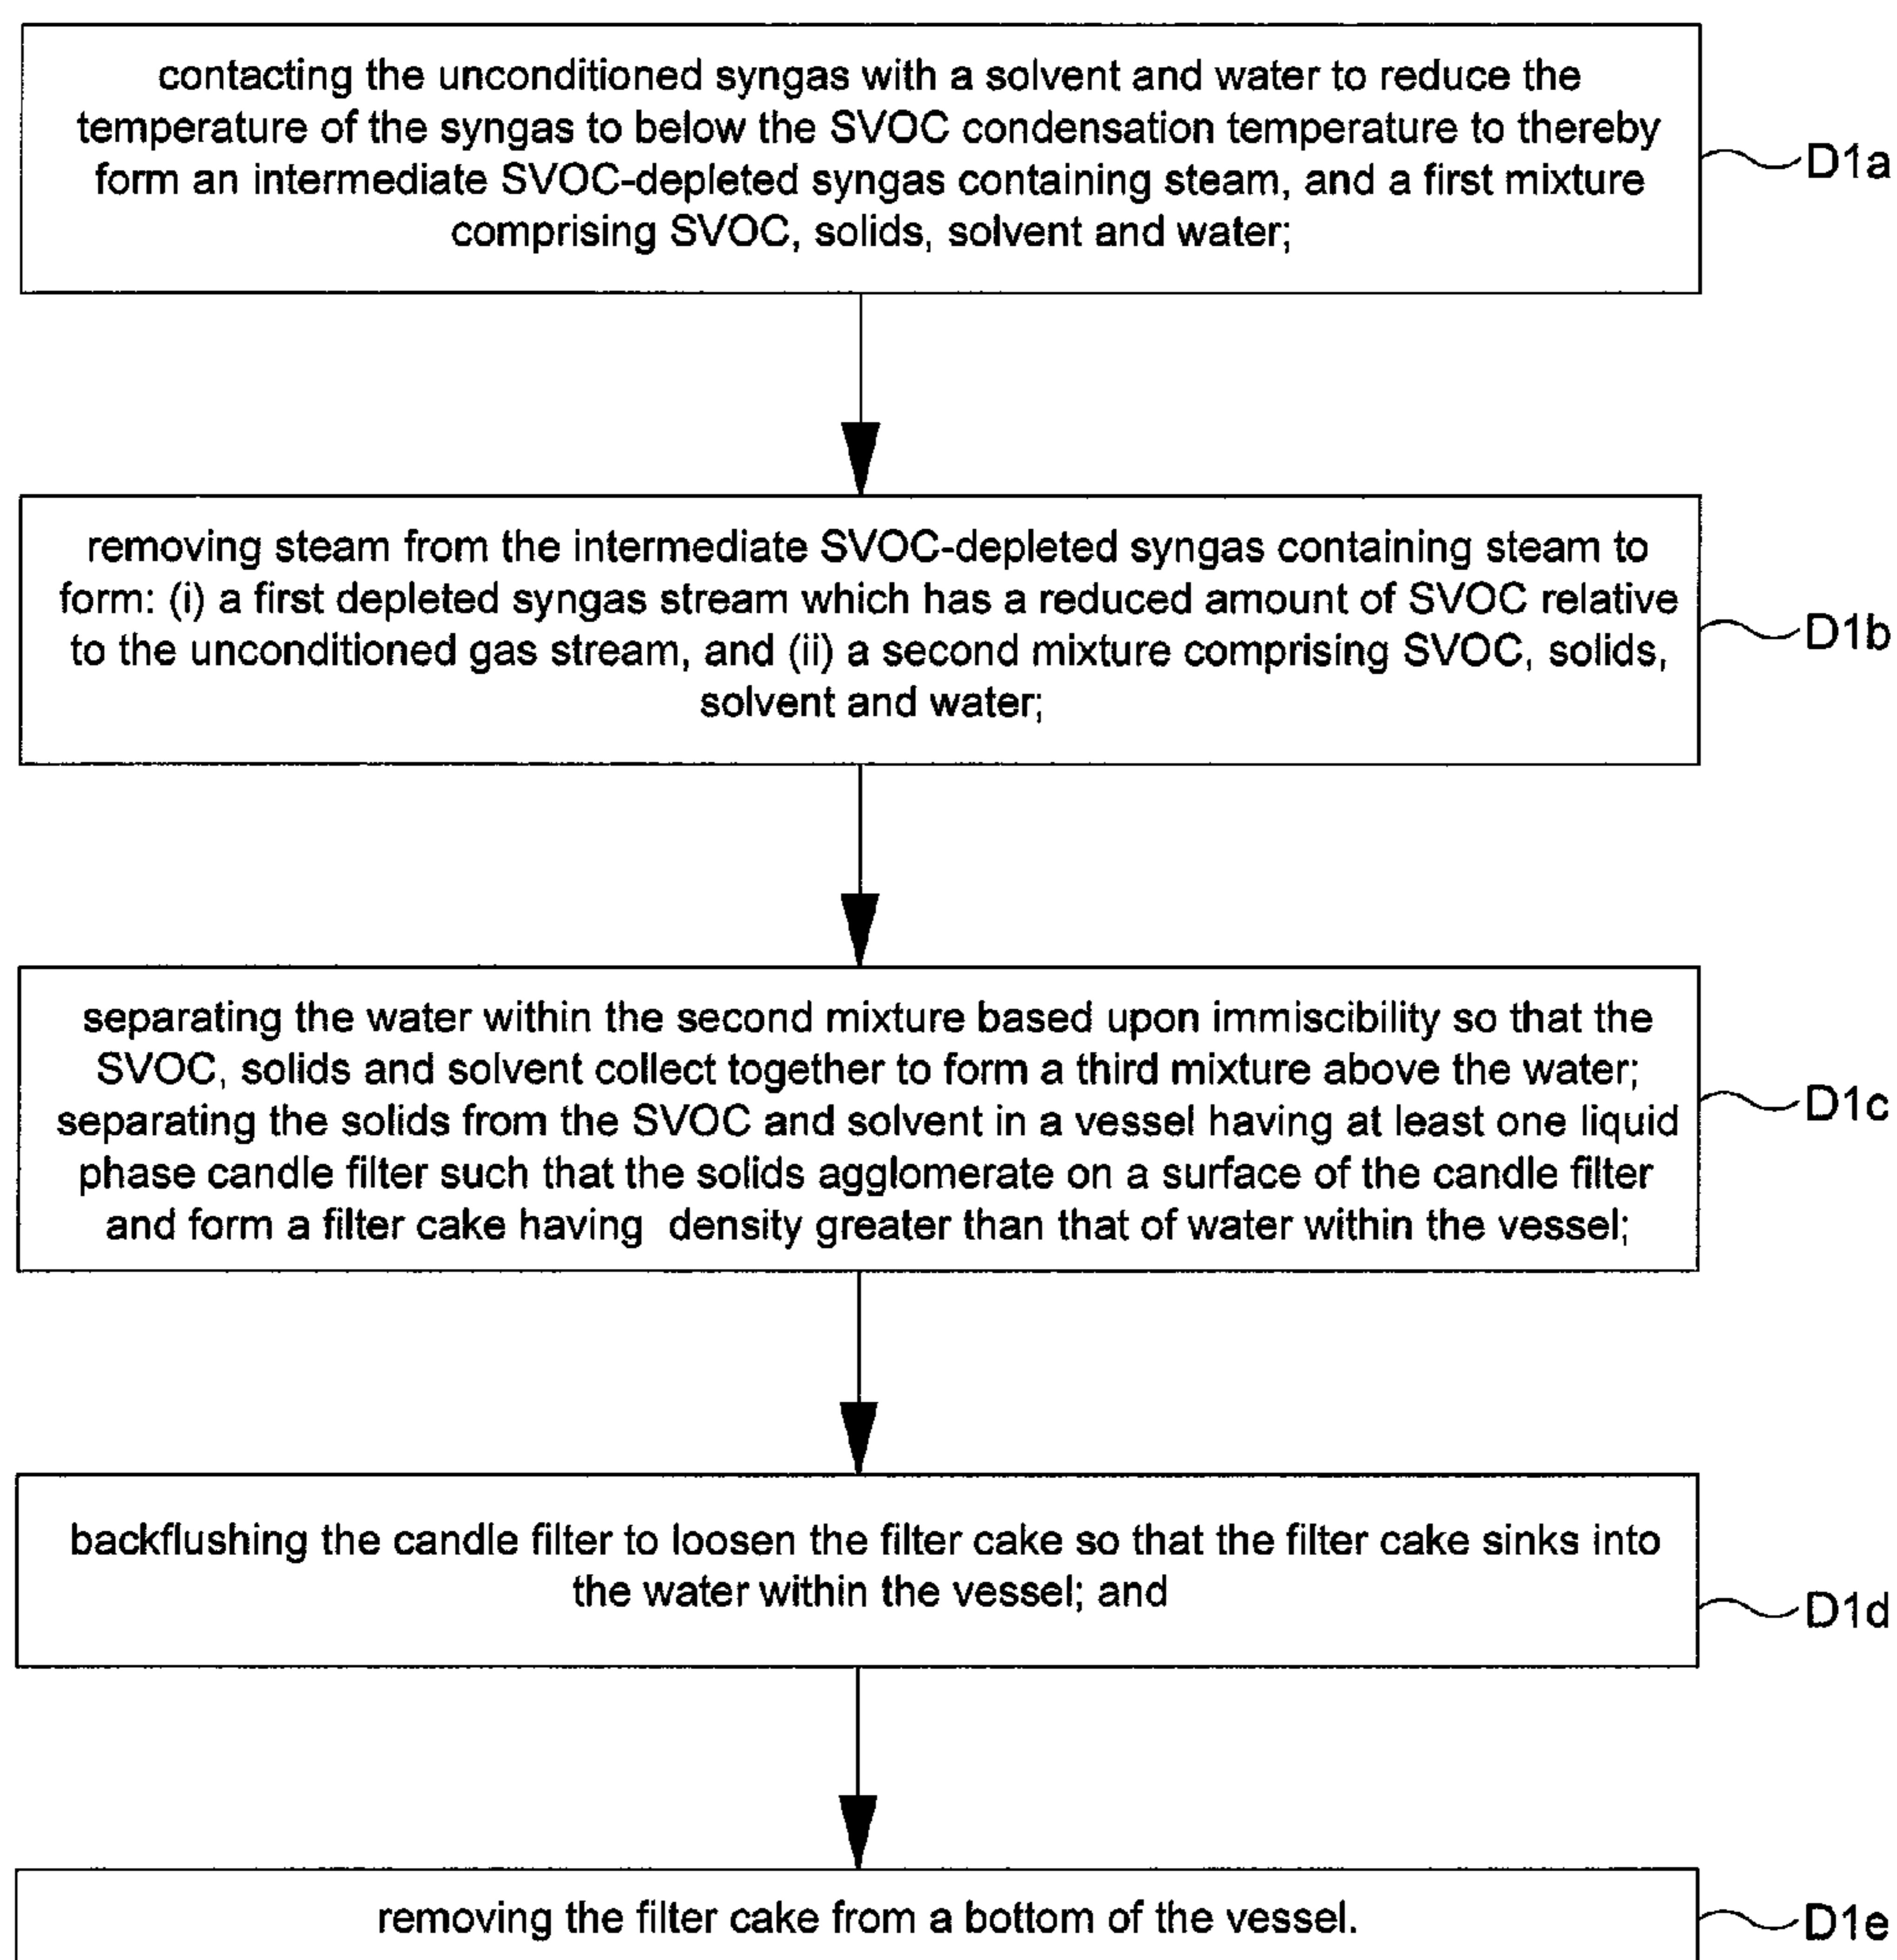 contacting the unconditioned syngas with a solvent and water to reduce the
temperature of the syngas to below the SVOC condensation temperature to thereby
form an intermediate SVOC-depleted syngas containing steam, and a first mixture
comprising SVOC, solids, solvent and water;
D1a
removing steam from the intermediate SVOC-depleted syngas containing steam to
form: (i) a first depleted syngas stream which has a reduced amount of SVOC relative
to the unconditioned gas stream, and (ii) a second mixture comprising SVOC, solids,
solvent and water;
D1b
separating the water within the second mixture based upon immiscibility so that the
SVOC, solids and solvent collect together to form a third mixture above the water;
separating the solids from the SVOC and solvent in a vessel having at least one liquid
phase candle filter such that the solids agglomerate on a surface of the candle filter
and form a filter cake having density greater than that of water within the vessel;
D1c
backflushing the candle filter to loosen the filter cake so that the filter cake sinks into
the water within the vessel; and
D1d
removing the filter cake from a bottom of the vessel.
D1e